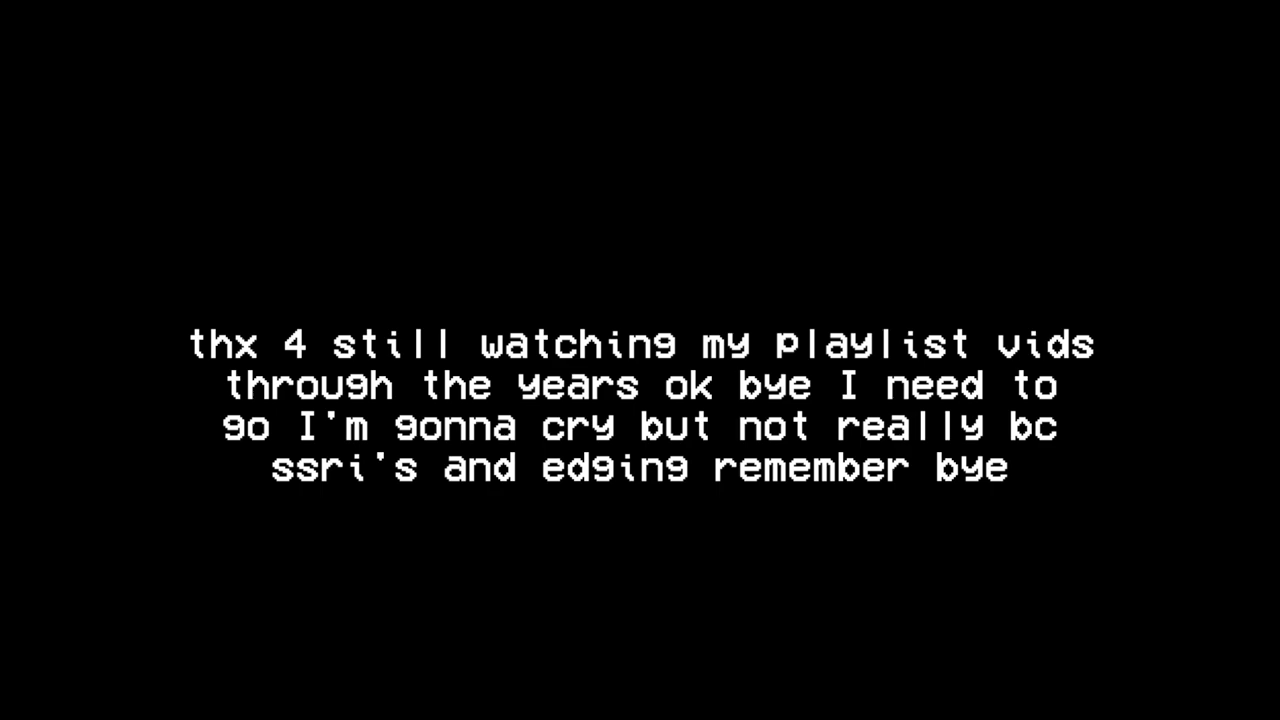 thx 4 still watching my playlist vids
through the years ok bye I need to
go I'm gonna cry but not really bc
ssri's and edging remember bye